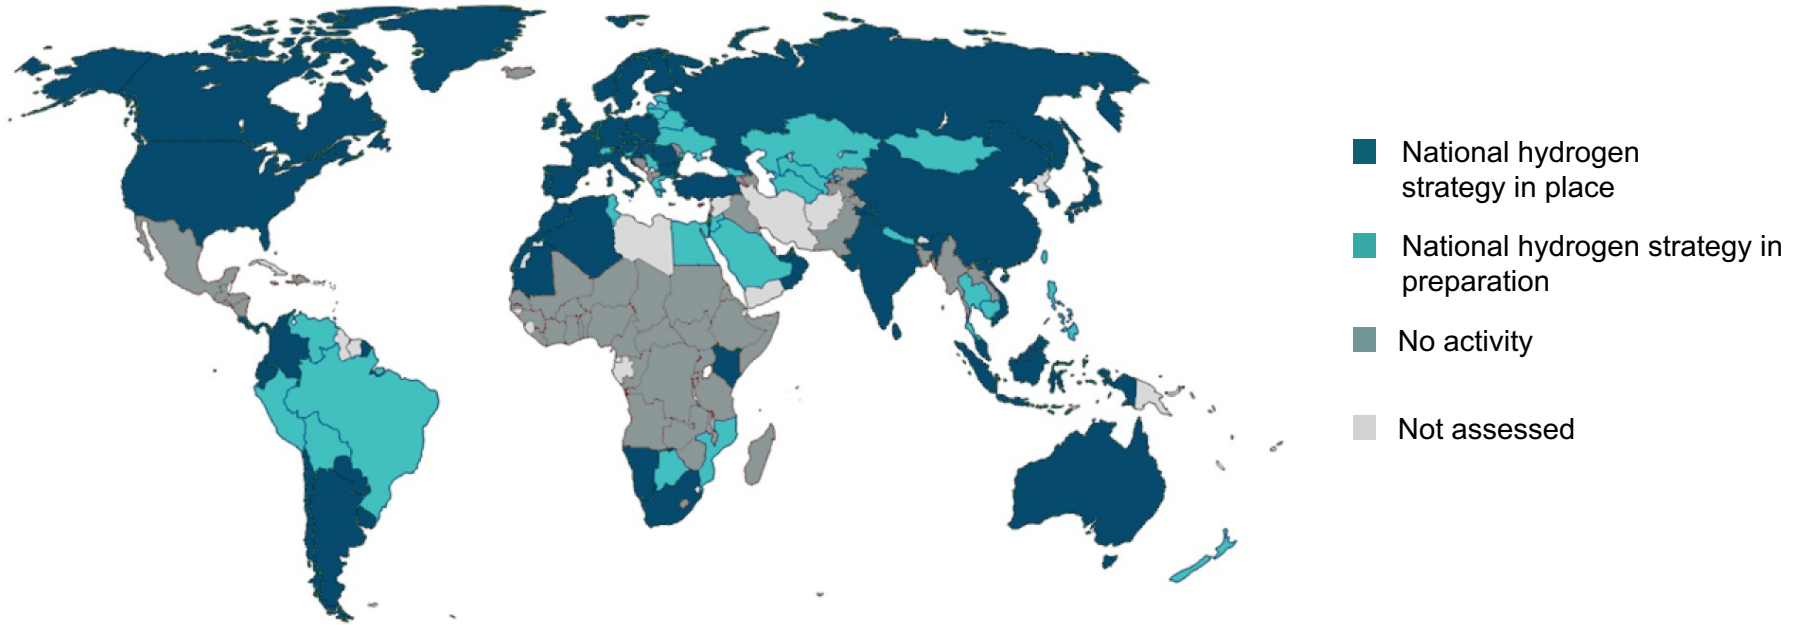 National hydrogen
strategy in place
National hydrogen strategy in
preparation
No activity
Not assessed